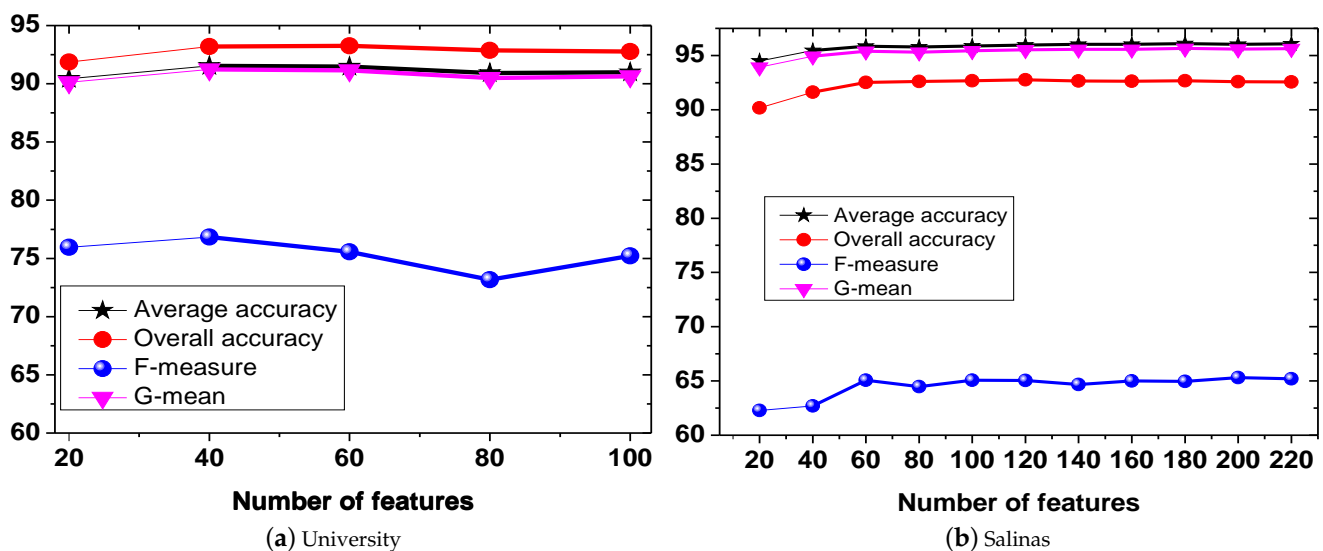 95
90
85
80
75
70
65
60
20 40 60 80 100
Average accuracy
Overall accuracy
F-measure
G-mean
Number of features
(a) University
95
90
85
80
75
70
65
60
20 40 60 80 100 120 140 160 180 200 220
Average accuracy
Overall accuracy
F-measure
G-mean
Number of features
(b) Salinas